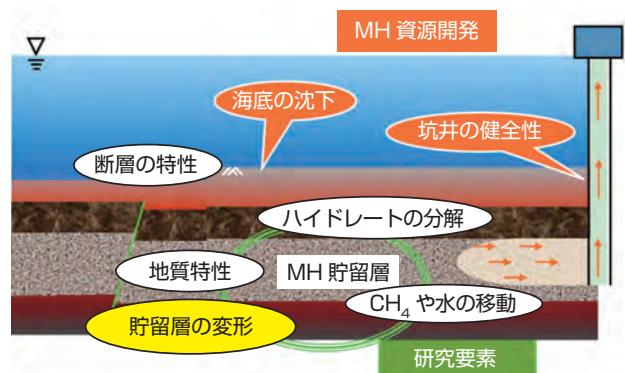 MH 資源開発
海底の沈下
坑井の健全性
断層の特性
ハイドレートの分解
地質特性
MH 貯留層
CH₄ や水の移動
貯留層の変形
研究要素